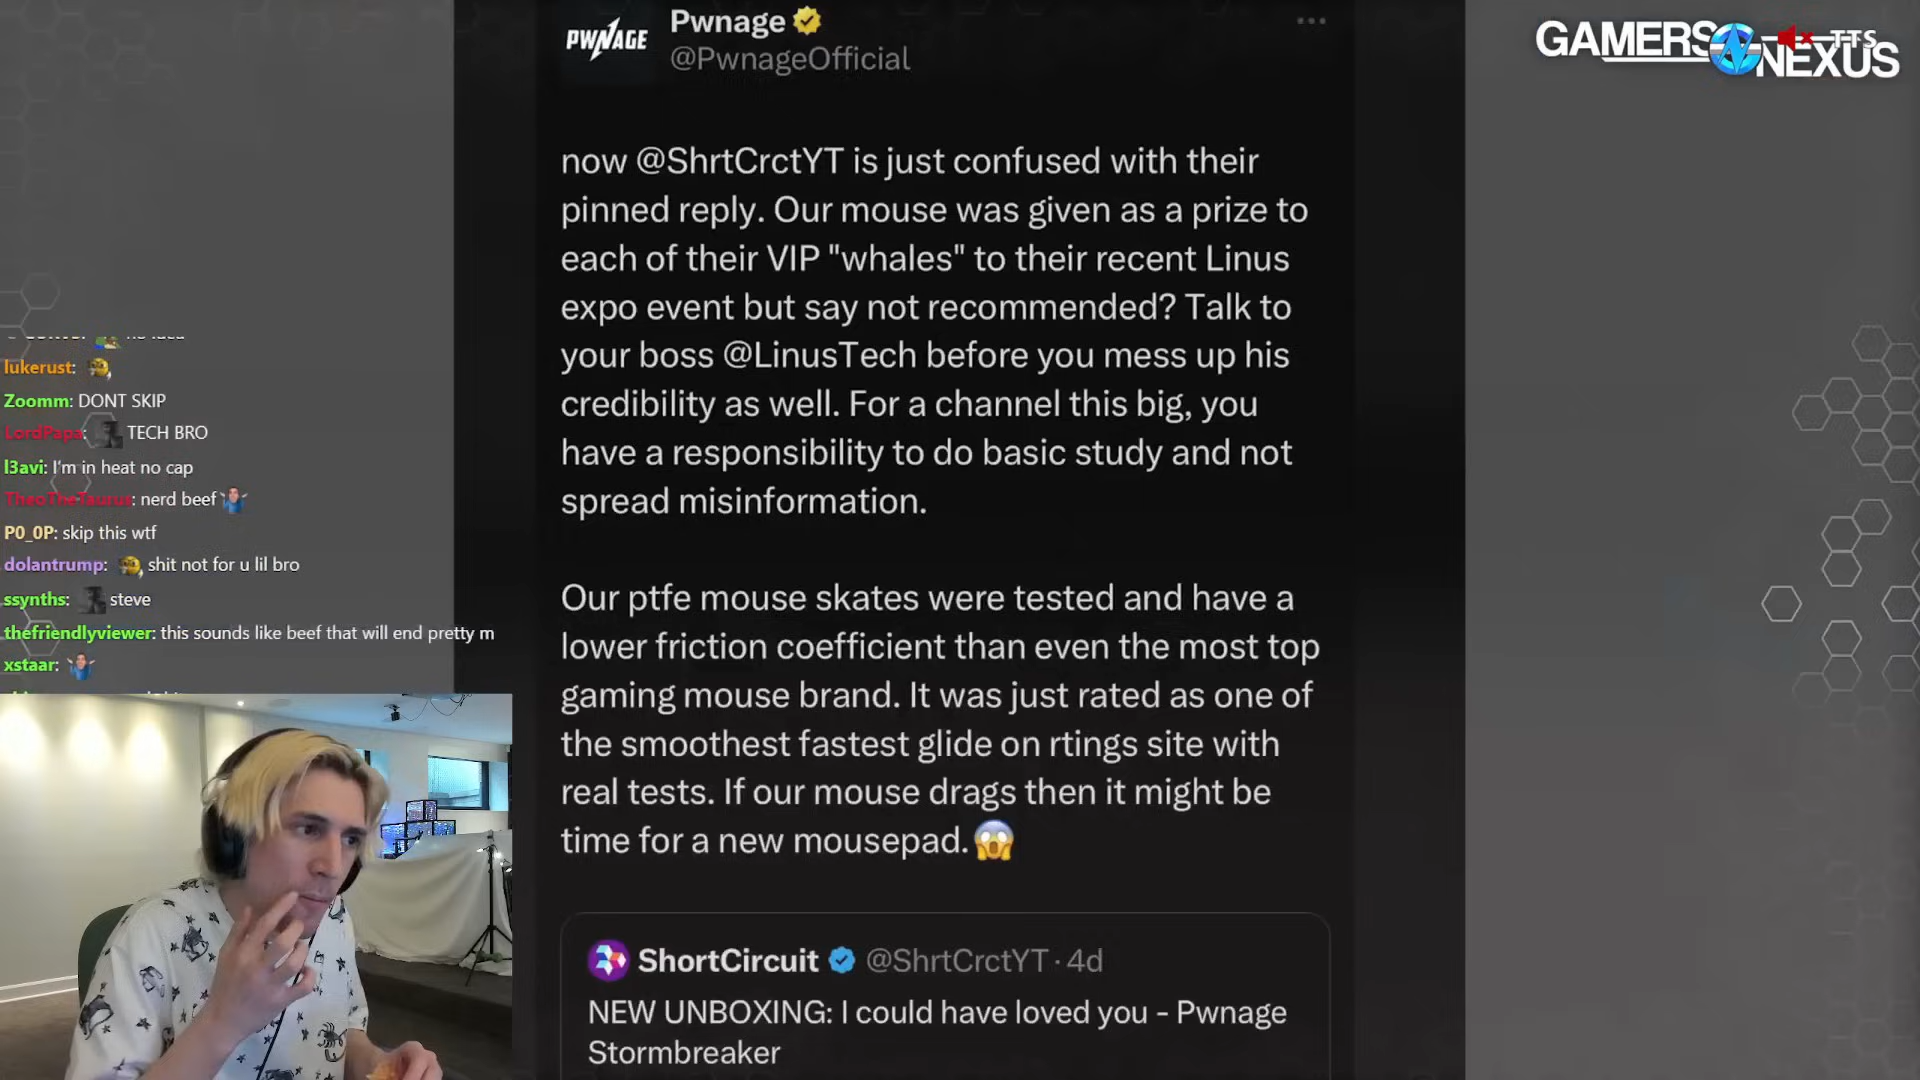 PWNAGE
Pwnage
@PwnageOfficial
GAMERS NEXUS
TTS
now @ShrtCrctYT is just confused with their
pinned reply. Our mouse was given as a prize to
each of their VIP "whales" to their recent Linus
expo event but say not recommended? Talk to
your boss @LinusTech before you mess up his
credibility as well. For a channel this big, you
have a responsibility to do basic study and not
spread misinformation.
Our ptfe mouse skates were tested and have a
lower friction coefficient than even the most top
gaming mouse brand. It was just rated as one of
the smoothest fastest glide on rtings site with
real tests. If our mouse drags then it might be
time for a new mousepad.😱
ShortCircuit @ShrtCrctYT · 4d
NEW UNBOXING: I could have loved you - Pwnage
Stormbreaker
lukerust:
Zoomm: DONT SKIP
LordPapa: TECH BRO
l3avi: I'm in heat no cap
TheoTheTaurus: nerd beef
P0_0P: skip this wtf
dolantrump: shit not for u lil bro
ssynths: steve
thefriendlyviewer: this sounds like beef that will end pretty m
xstaar: